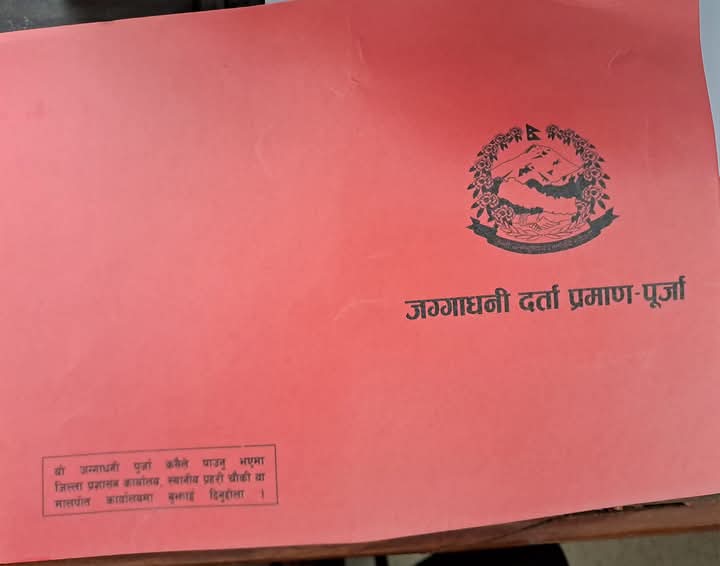 जग्गाधनी दर्ता प्रमाण-पूर्जा
यो जग्गाधनी पुर्जा कसैले पाउनु भएमा
जिल्ला प्रशासन कार्यालय, स्थानीय प्रहरी चौकी वा
मालपोत कार्यालयमा बुझाई दिनुहोला ।